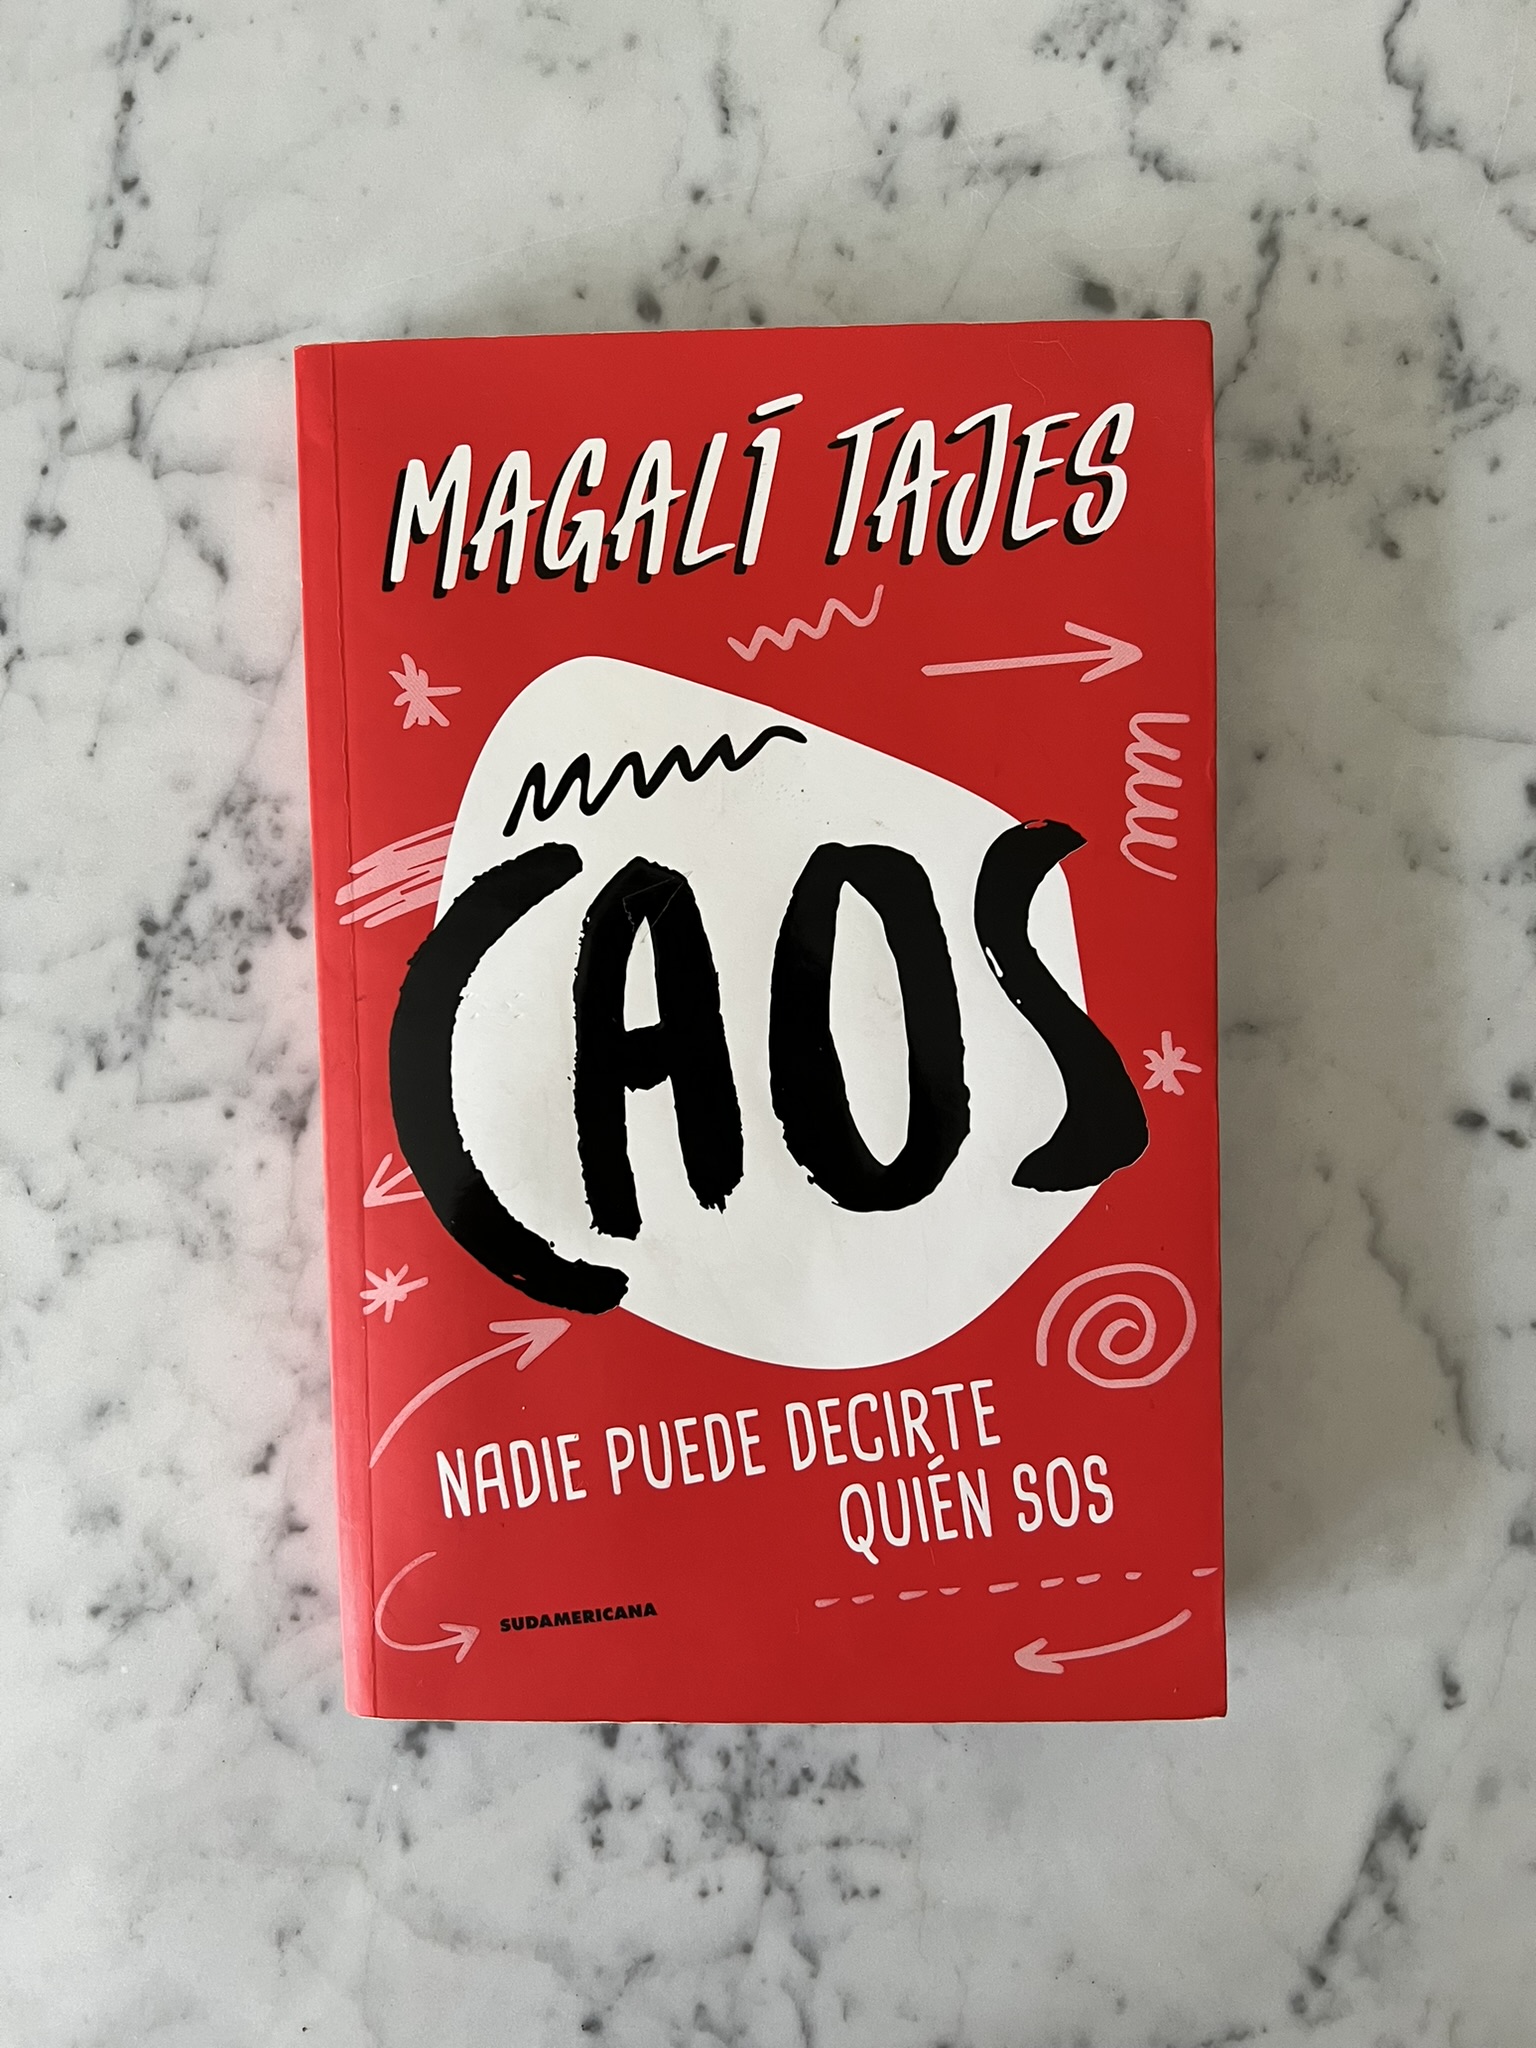 MAGALÍ TAJES
CAOS
NADIE PUEDE DECIRTE
QUIÉN SOS
SUDAMERICANA